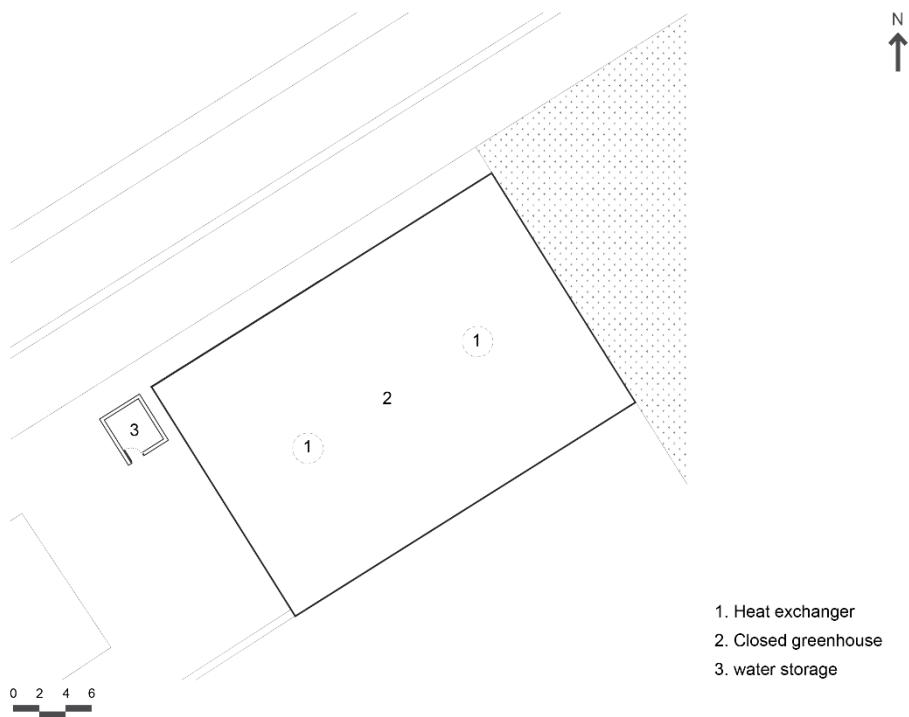 N
1
2
3
1
1. Heat exchanger
2. Closed greenhouse
3. water storage
0 2 4 6